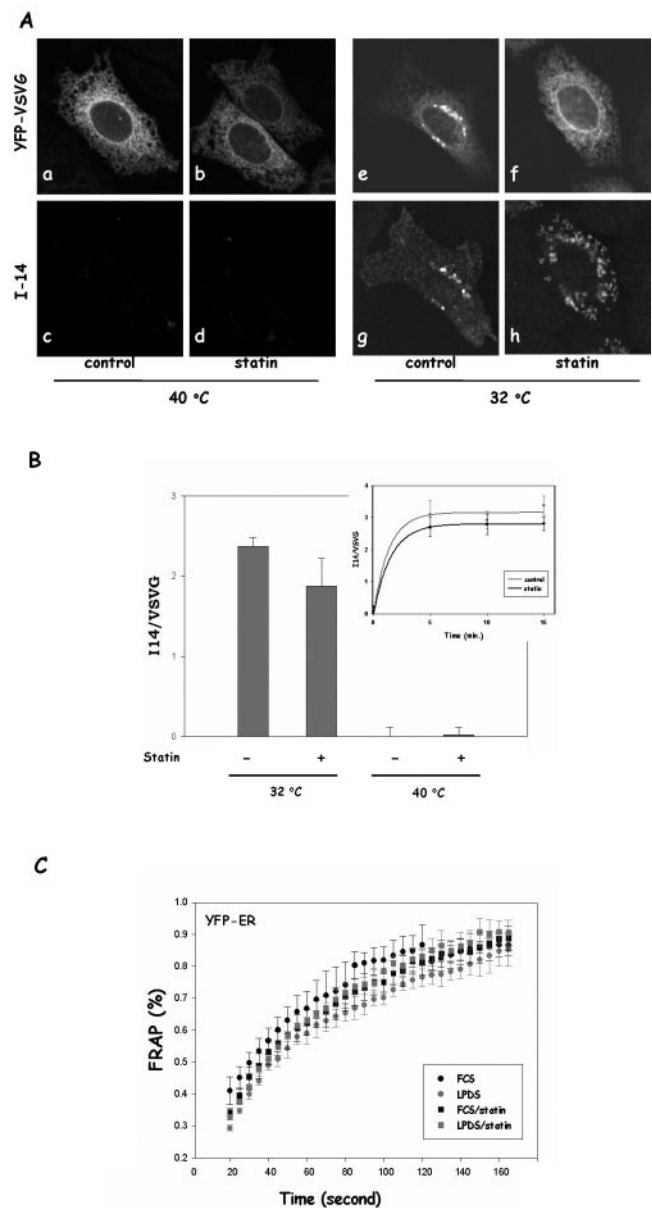 A
YFP-VSVG
a
b
e
f
I-14
c
d
g
h
control
statin
control
statin
40 °C
32 °C
B
I14/VSVG
3
2
1
0
I14/VSVG
4
3
2
1
0
0
5
10
15
Time (min.)
control
statin
Statin
-
+
-
+
32 °C
40 °C
C
YFP-ER
FRAP (%)
1.0
0.9
0.8
0.7
0.6
0.5
0.4
0.3
0.2
0
20
40
60
80
100
120
140
160
Time (second)
FCS
LPDS
FCS/statin
LPDS/statin